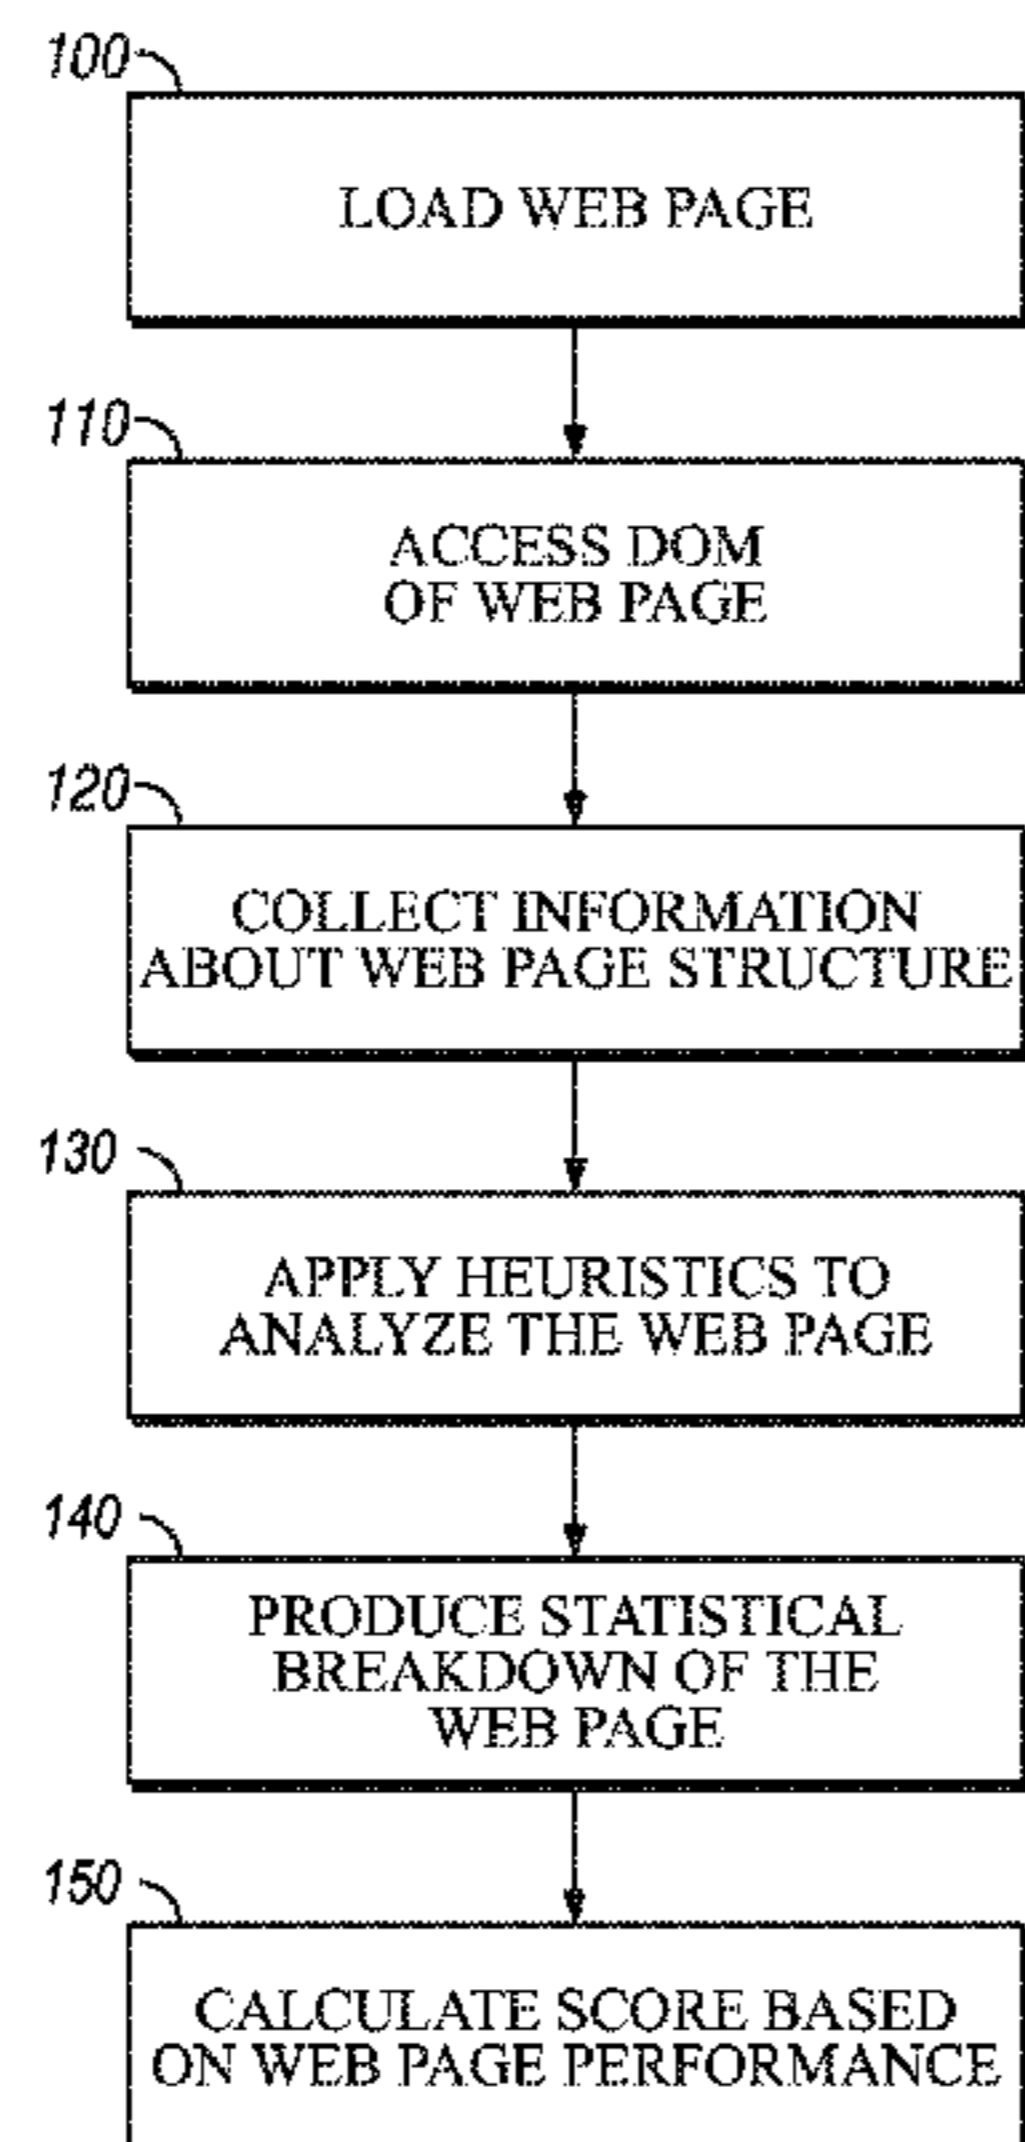 100
LOAD WEB PAGE
110
ACCESS DOM
OF WEB PAGE
120
COLLECT INFORMATION
ABOUT WEB PAGE STRUCTURE
130
APPLY HEURISTICS TO
ANALYZE THE WEB PAGE
140
PRODUCE STATISTICAL
BREAKDOWN OF THE
WEB PAGE
150
CALCULATE SCORE BASED
ON WEB PAGE PERFORMANCE